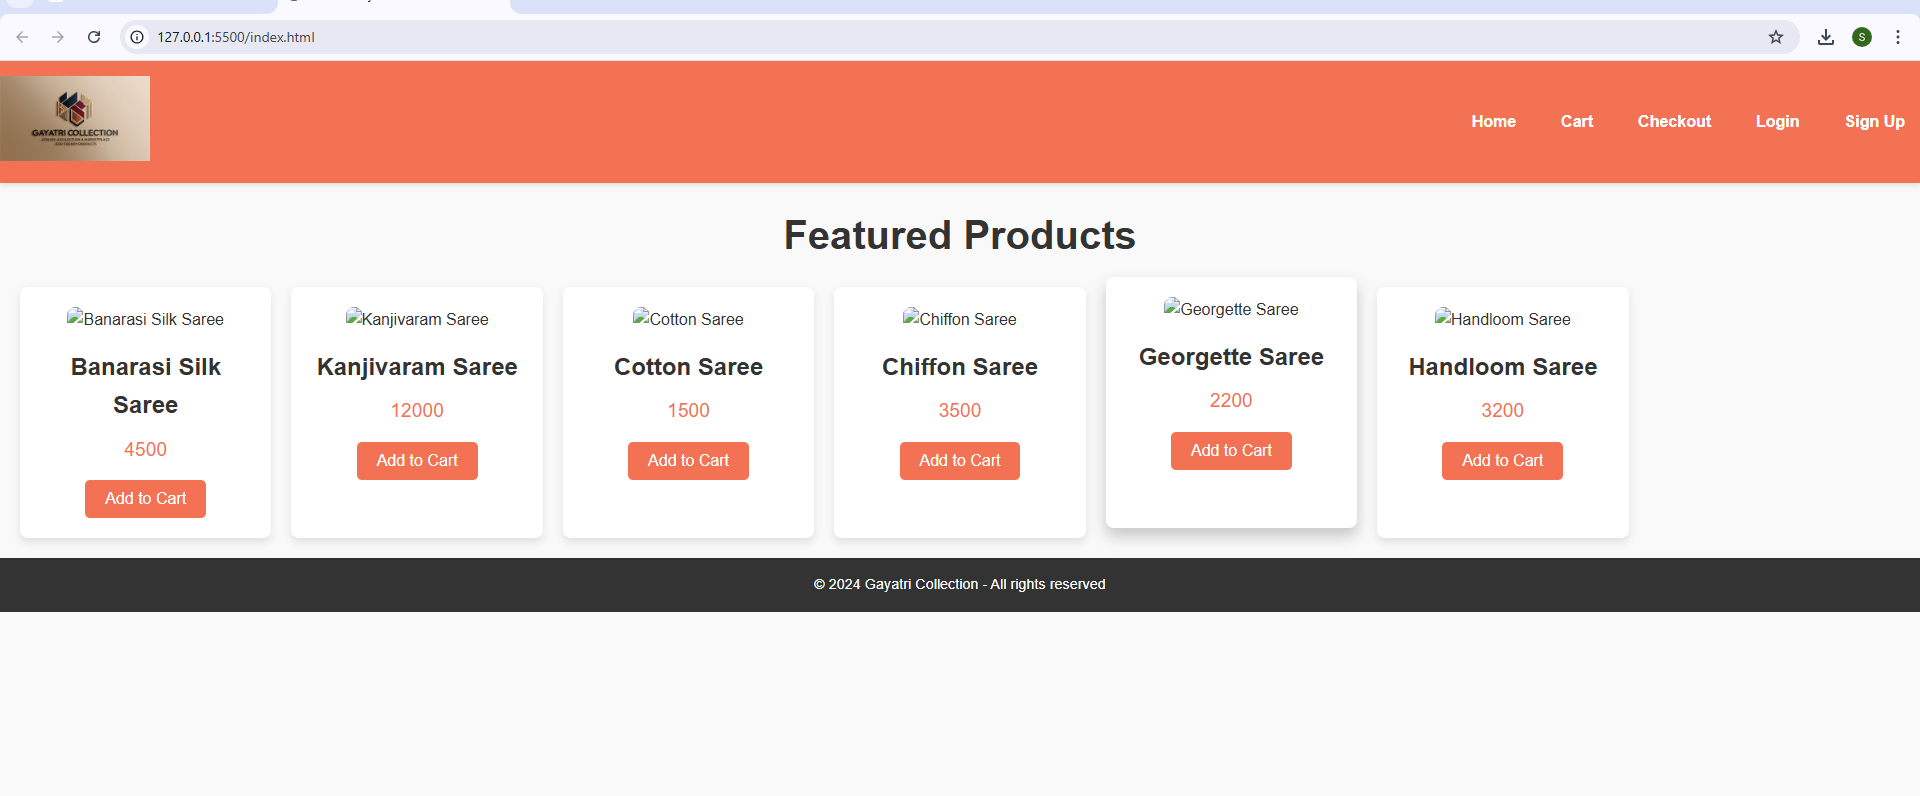 127.0.0.1:5500/index.html
S
GAYATRI COLLECTION
Home Cart Checkout Login Sign Up
Featured Products
Banarasi Silk Saree
Banarasi Silk
Saree
4500
Add to Cart
Kanjivaram Saree
Kanjivaram Saree
12000
Add to Cart
Cotton Saree
Cotton Saree
1500
Add to Cart
Chiffon Saree
Chiffon Saree
3500
Add to Cart
Georgette Saree
Georgette Saree
2200
Add to Cart
Handloom Saree
Handloom Saree
3200
Add to Cart
© 2024 Gayatri Collection - All rights reserved